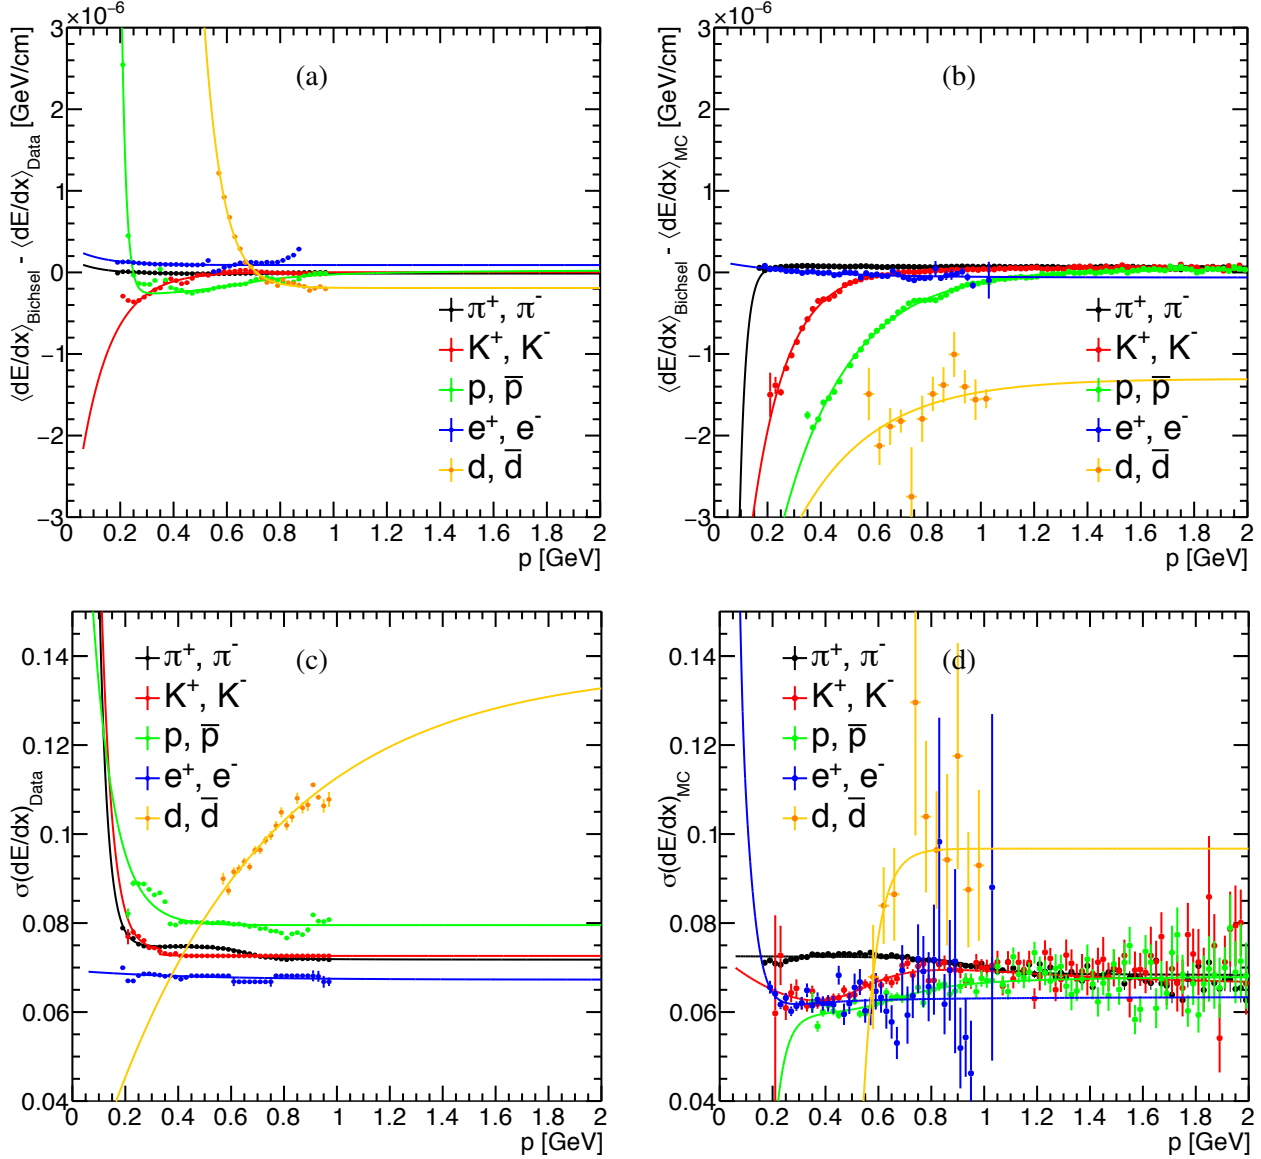 ×10⁻⁶
⟨dE/dx⟩Bichsel - ⟨dE/dx⟩Data [GeV/cm]
3
2
1
0
−1
−2
−3
(a)
π⁺, π⁻
K⁺, K⁻
p, p̅
e⁺, e⁻
d, d̅
0 0.2 0.4 0.6 0.8 1 1.2 1.4 1.6 1.8 2
p [GeV]
×10⁻⁶
⟨dE/dx⟩Bichsel - ⟨dE/dx⟩MC [GeV/cm]
3
2
1
0
−1
−2
−3
(b)
π⁺, π⁻
K⁺, K⁻
p, p̅
e⁺, e⁻
d, d̅
0 0.2 0.4 0.6 0.8 1 1.2 1.4 1.6 1.8 2
p [GeV]
σ(dE/dx)Data
0.14
0.12
0.1
0.08
0.06
0.04
(c)
π⁺, π⁻
K⁺, K⁻
p, p̅
e⁺, e⁻
d, d̅
0 0.2 0.4 0.6 0.8 1 1.2 1.4 1.6 1.8 2
p [GeV]
σ(dE/dx)MC
0.14
0.12
0.1
0.08
0.06
0.04
(d)
π⁺, π⁻
K⁺, K⁻
p, p̅
e⁺, e⁻
d, d̅
0 0.2 0.4 0.6 0.8 1 1.2 1.4 1.6 1.8 2
p [GeV]